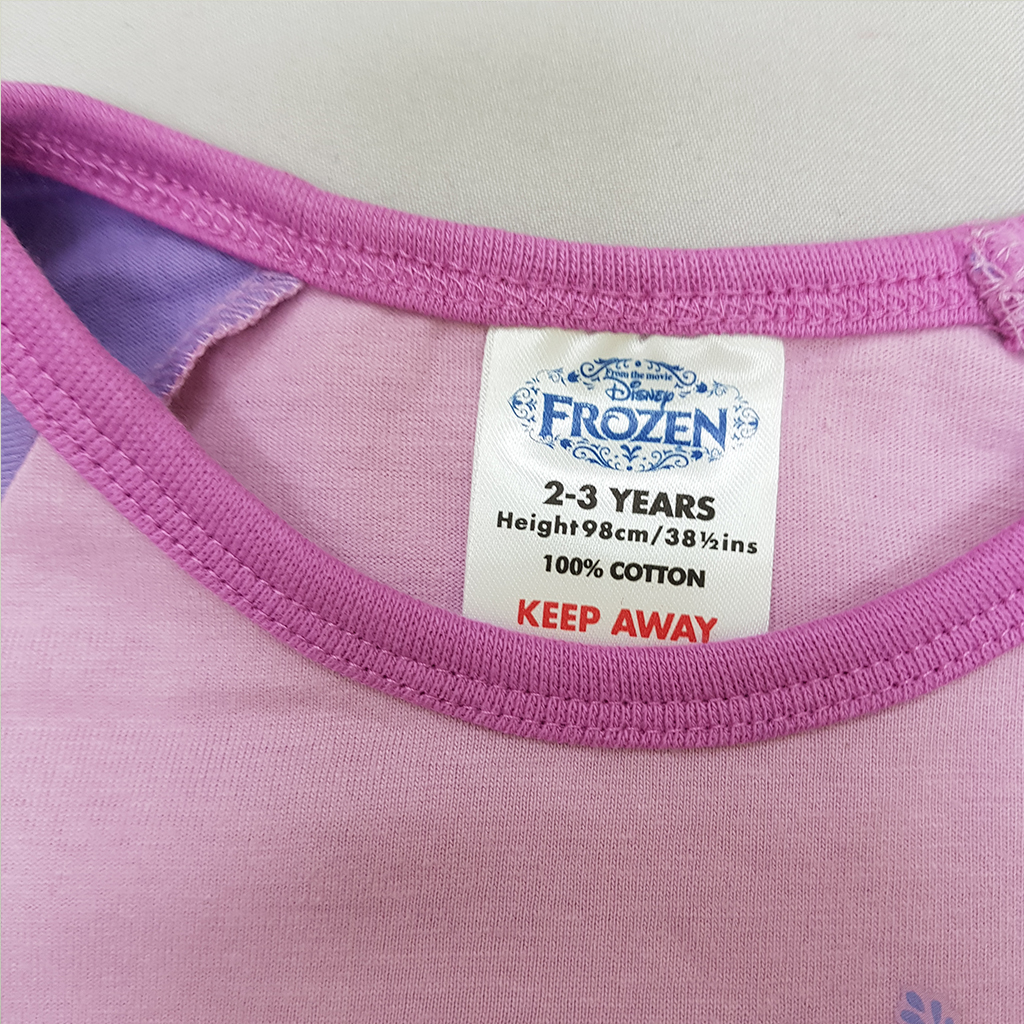 From the movie
Disney
FROZEN
2-3 YEARS
Height 98cm/38½ins
100% COTTON
KEEP AWAY